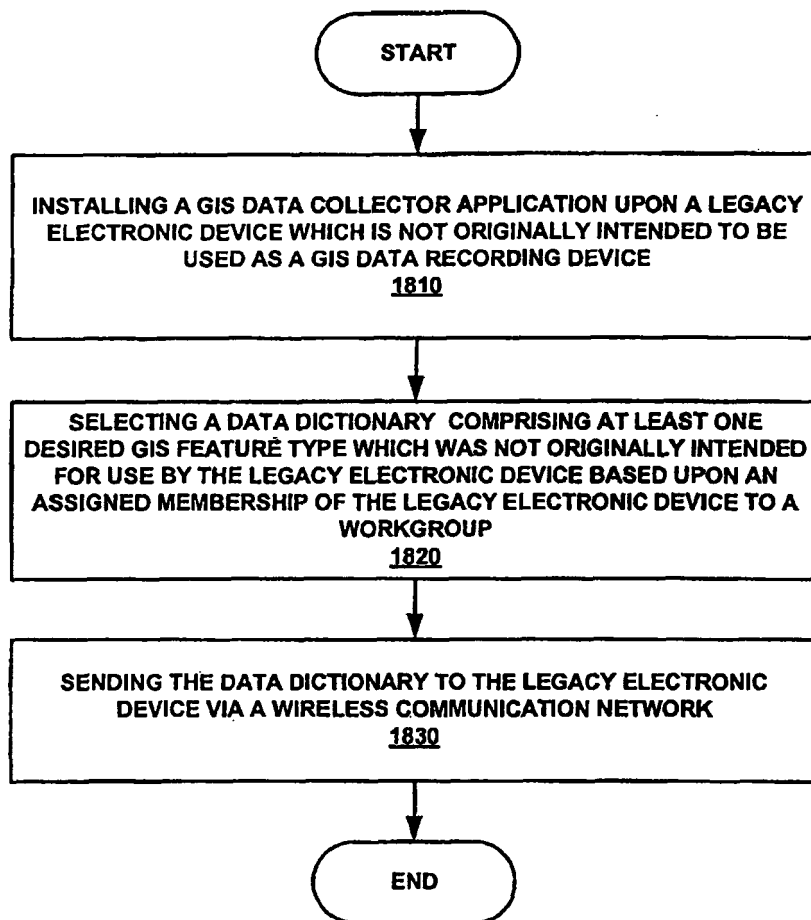 START
INSTALLING A GIS DATA COLLECTOR APPLICATION UPON A LEGACY
ELECTRONIC DEVICE WHICH IS NOT ORIGINALLY INTENDED TO BE
USED AS A GIS DATA RECORDING DEVICE
1810
SELECTING A DATA DICTIONARY COMPRISING AT LEAST ONE
DESIRED GIS FEATURE TYPE WHICH WAS NOT ORIGINALLY INTENDED
FOR USE BY THE LEGACY ELECTRONIC DEVICE BASED UPON AN
ASSIGNED MEMBERSHIP OF THE LEGACY ELECTRONIC DEVICE TO A
WORKGROUP
1820
SENDING THE DATA DICTIONARY TO THE LEGACY ELECTRONIC
DEVICE VIA A WIRELESS COMMUNICATION NETWORK
1830
END